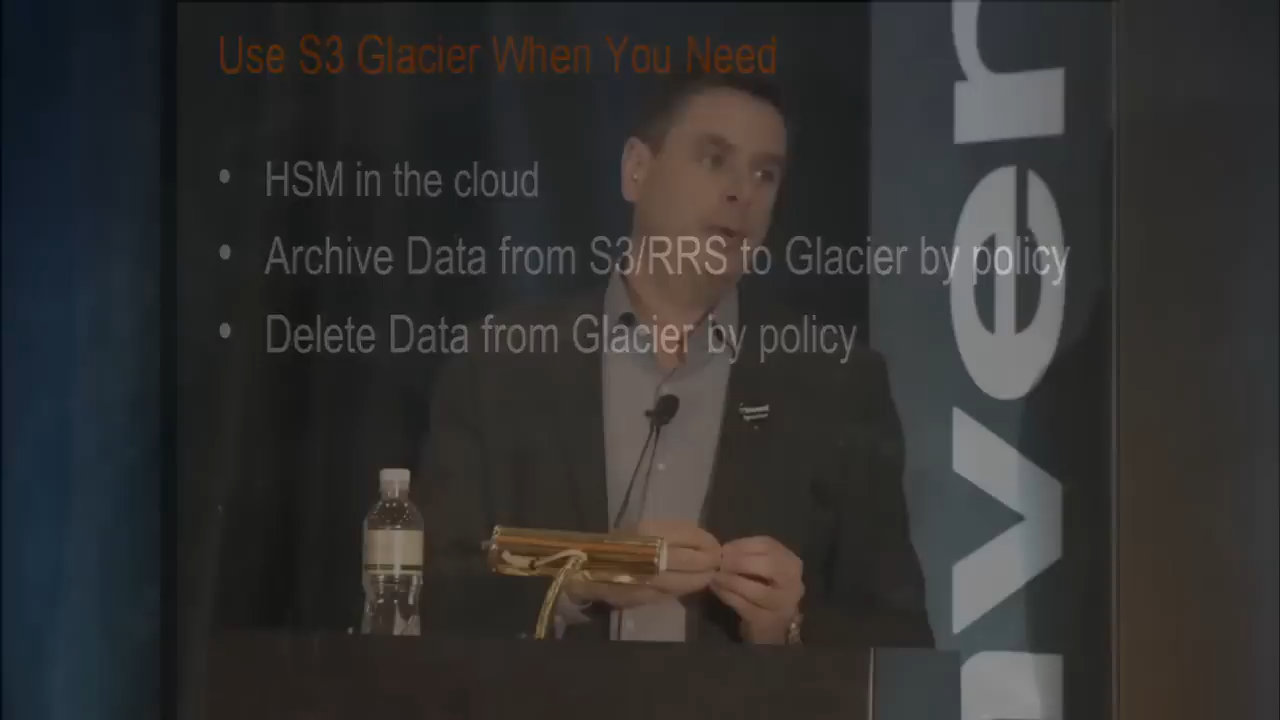 Use S3 Glacier When You Need
• HSM in the cloud
• Archive Data from S3/RRS to Glacier by policy
• Delete Data from Glacier by policy
nver